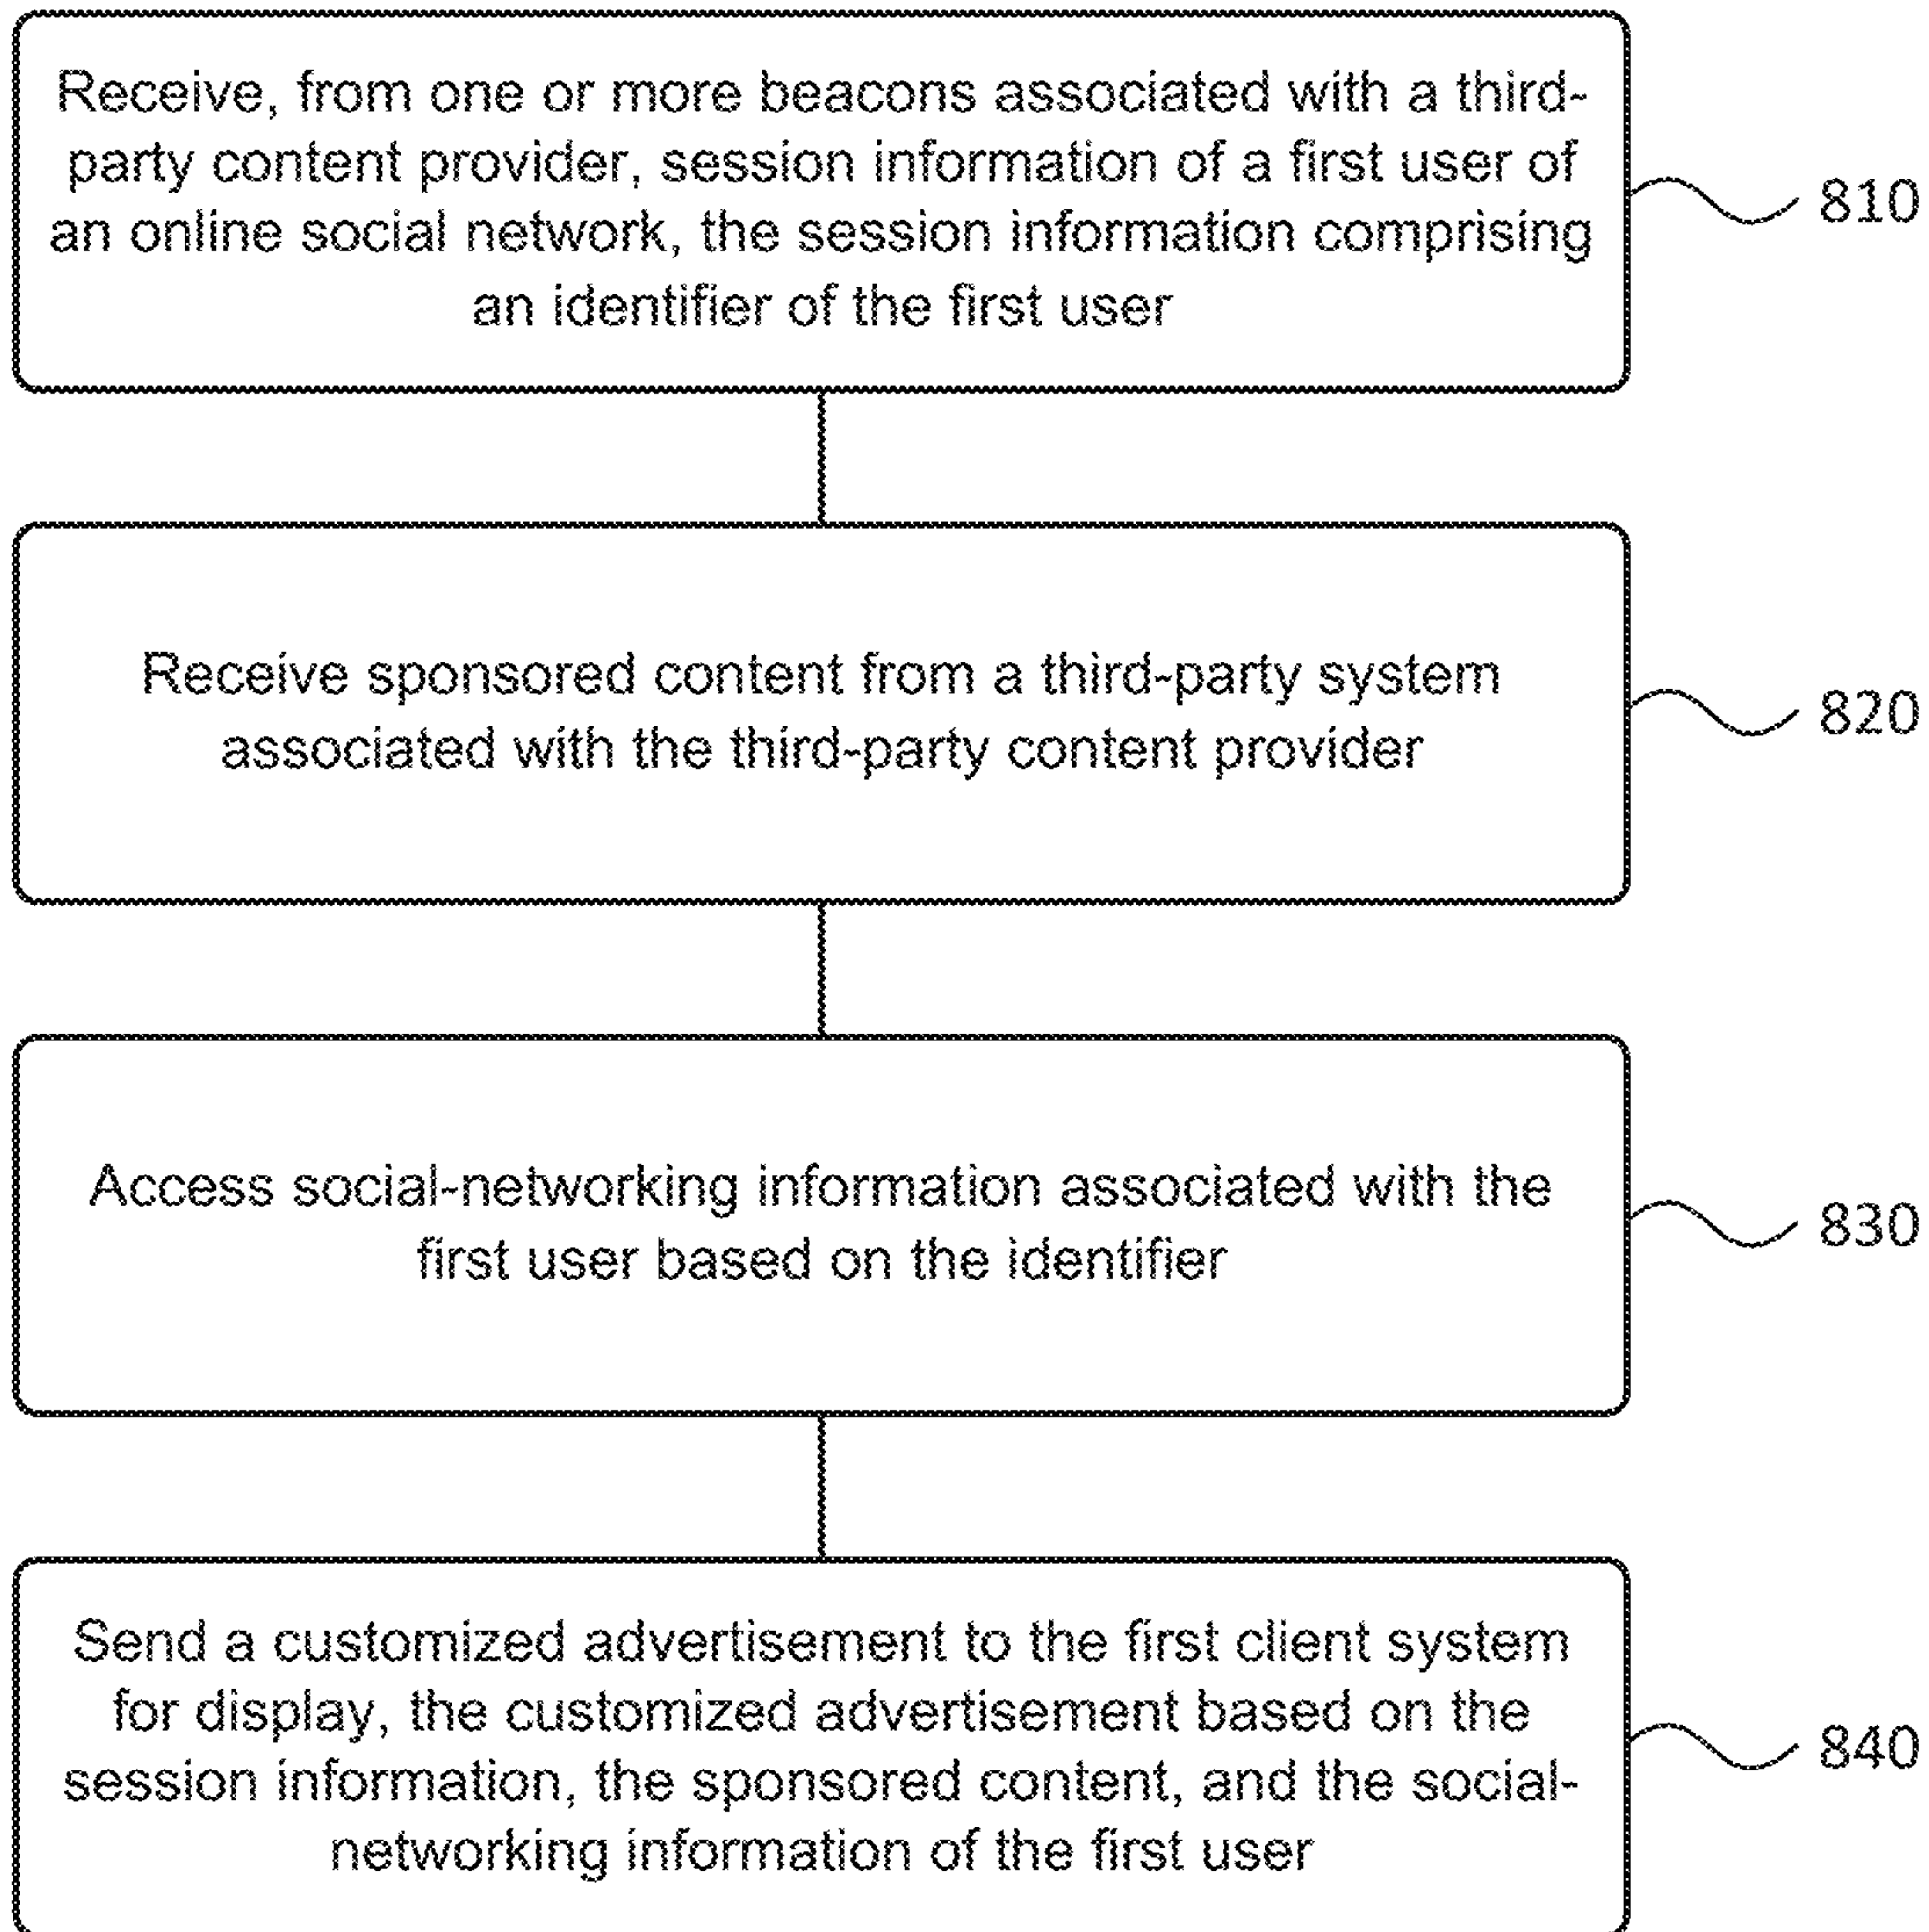 Receive, from one or more beacons associated with a third-
party content provider, session information of a first user of
an online social network, the session information comprising
an identifier of the first user
810
Receive sponsored content from a third-party system
associated with the third-party content provider
820
Access social-networking information associated with the
first user based on the identifier
830
Send a customized advertisement to the first client system
for display, the customized advertisement based on the
session information, the sponsored content, and the social-
networking information of the first user
840